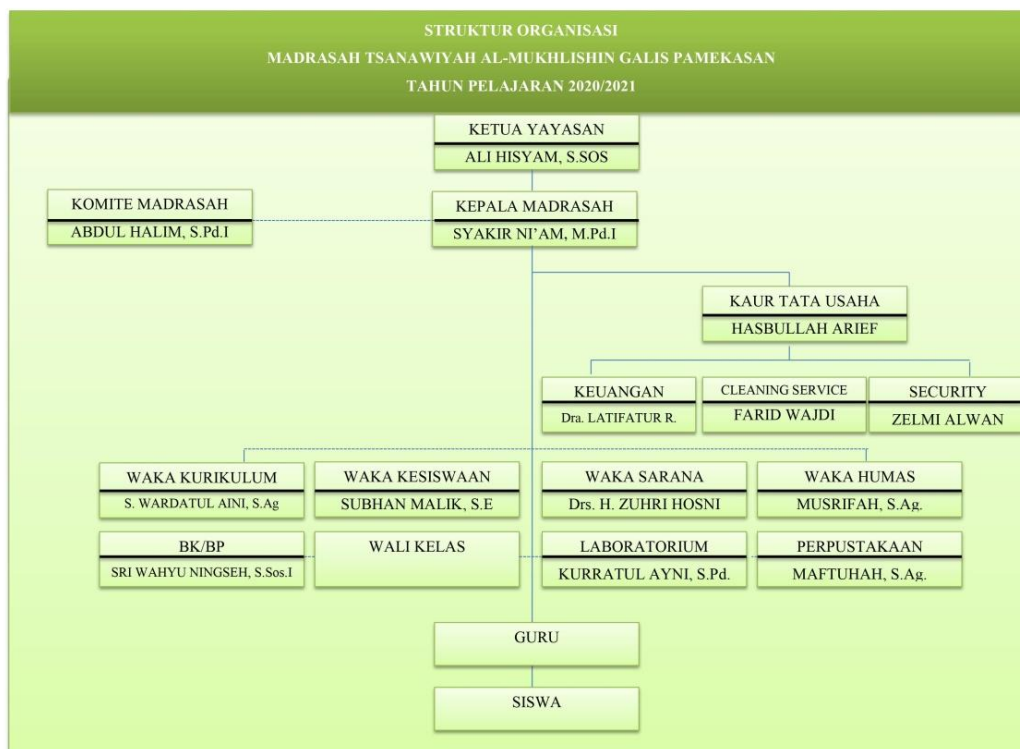 STRUKTUR ORGANISASI
MADRASAH TSANAWIYAH AL-MUKHLISHIN GALIS PAMEKASAN
TAHUN PELAJARAN 2020/2021
KETUA YAYASAN
ALI HISYAM, S.SOS
KOMITE MADRASAH
ABDUL HALIM, S.Pd.I
KEPALA MADRASAH
SYAKIR NI’AM, M.Pd.I
KAUR TATA USAHA
HASBULLAH ARIEF
KEUANGAN
Dra. LATIFATUR R.
CLEANING SERVICE
FARID WAJDI
SECURITY
ZELMI ALWAN
WAKA KURIKULUM
S. WARDATUL AINI, S.Ag
WAKA KESISWAAN
SUBHAN MALIK, S.E
WAKA SARANA
Drs. H. ZUHRI HOSNI
WAKA HUMAS
MUSRIFAH, S.Ag.
BK/BP
SRI WAHYU NINGSEH, S.Sos.I
WALI KELAS
LABORATORIUM
KURRATUL AYNI, S.Pd.
PERPUSTAKAAN
MAFTUHAH, S.Ag.
GURU
SISWA